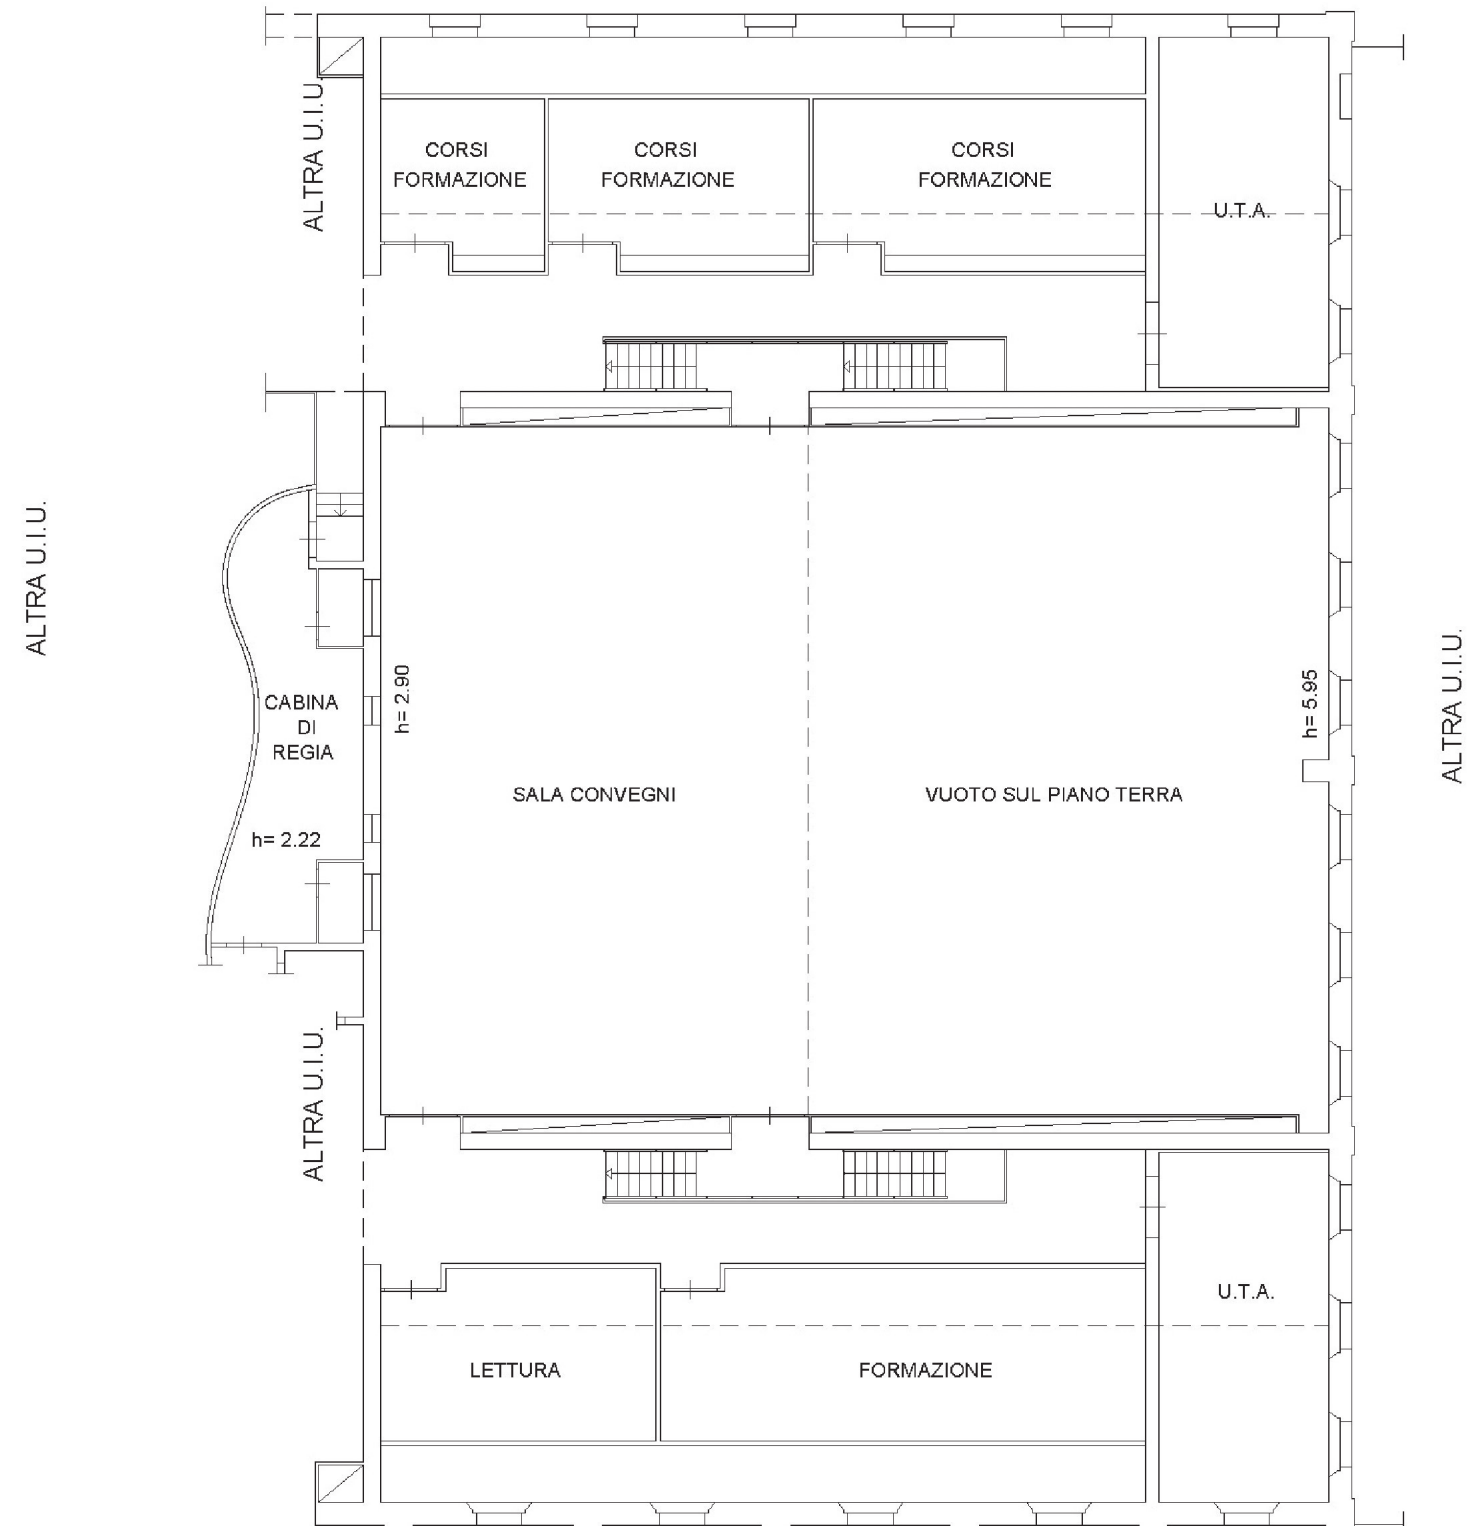 ALTRA U.I.U.
CORSI
FORMAZIONE
CORSI
FORMAZIONE
CORSI
FORMAZIONE
U.T.A.
ALTRA U.I.U.
CABINA
DI
REGIA
h= 2.22
h= 2.90
SALA CONVEGNI
VUOTO SUL PIANO TERRA
h= 5.95
ALTRA U.I.U.
ALTRA U.I.U.
U.T.A.
LETTURA
FORMAZIONE